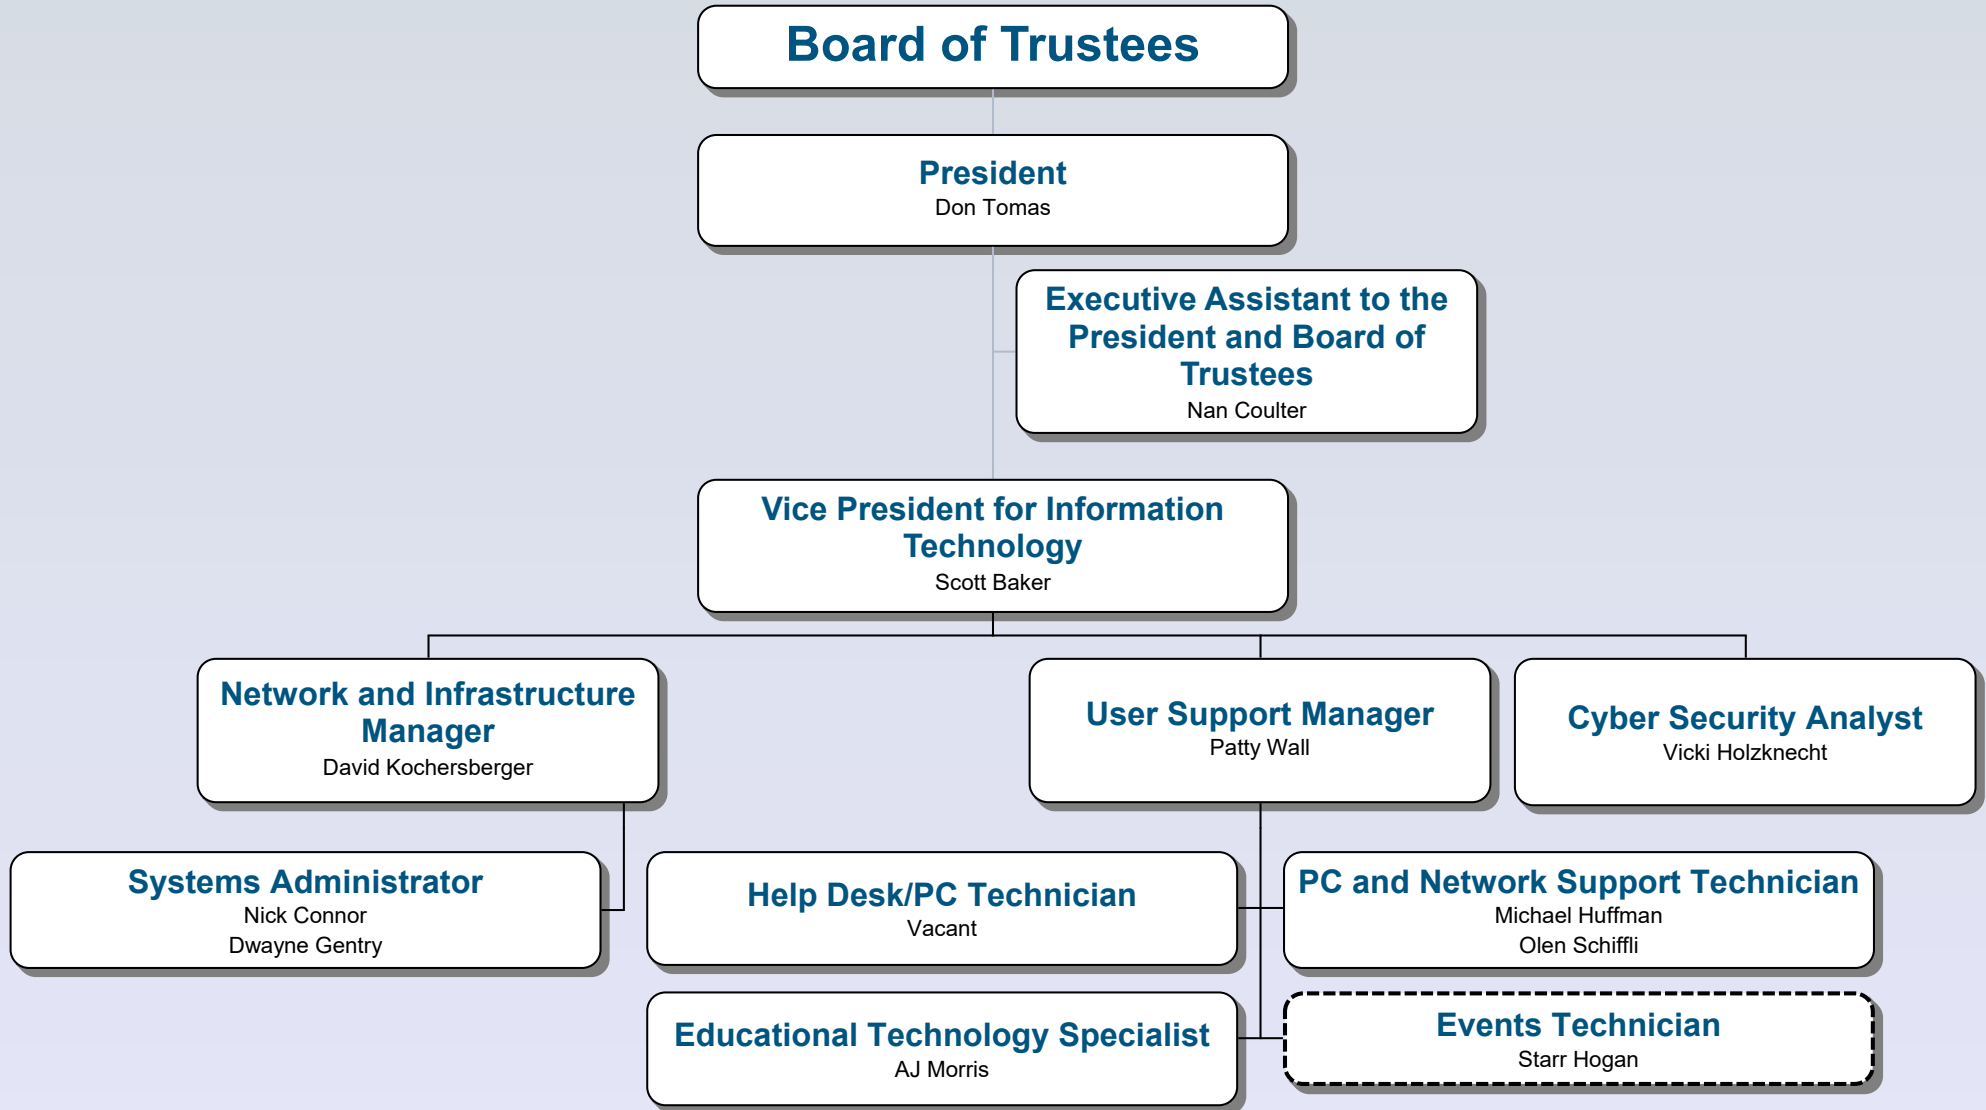 Board of Trustees
President
Don Tomas
Executive Assistant to the
President and Board of
Trustees
Nan Coulter
Vice President for Information
Technology
Scott Baker
Network and Infrastructure
Manager
David Kochersberger
User Support Manager
Patty Wall
Cyber Security Analyst
Vicki Holzknecht
Systems Administrator
Nick Connor
Dwayne Gentry
Help Desk/PC Technician
Vacant
PC and Network Support Technician
Michael Huffman
Olen Schiffli
Educational Technology Specialist
AJ Morris
Events Technician
Starr Hogan